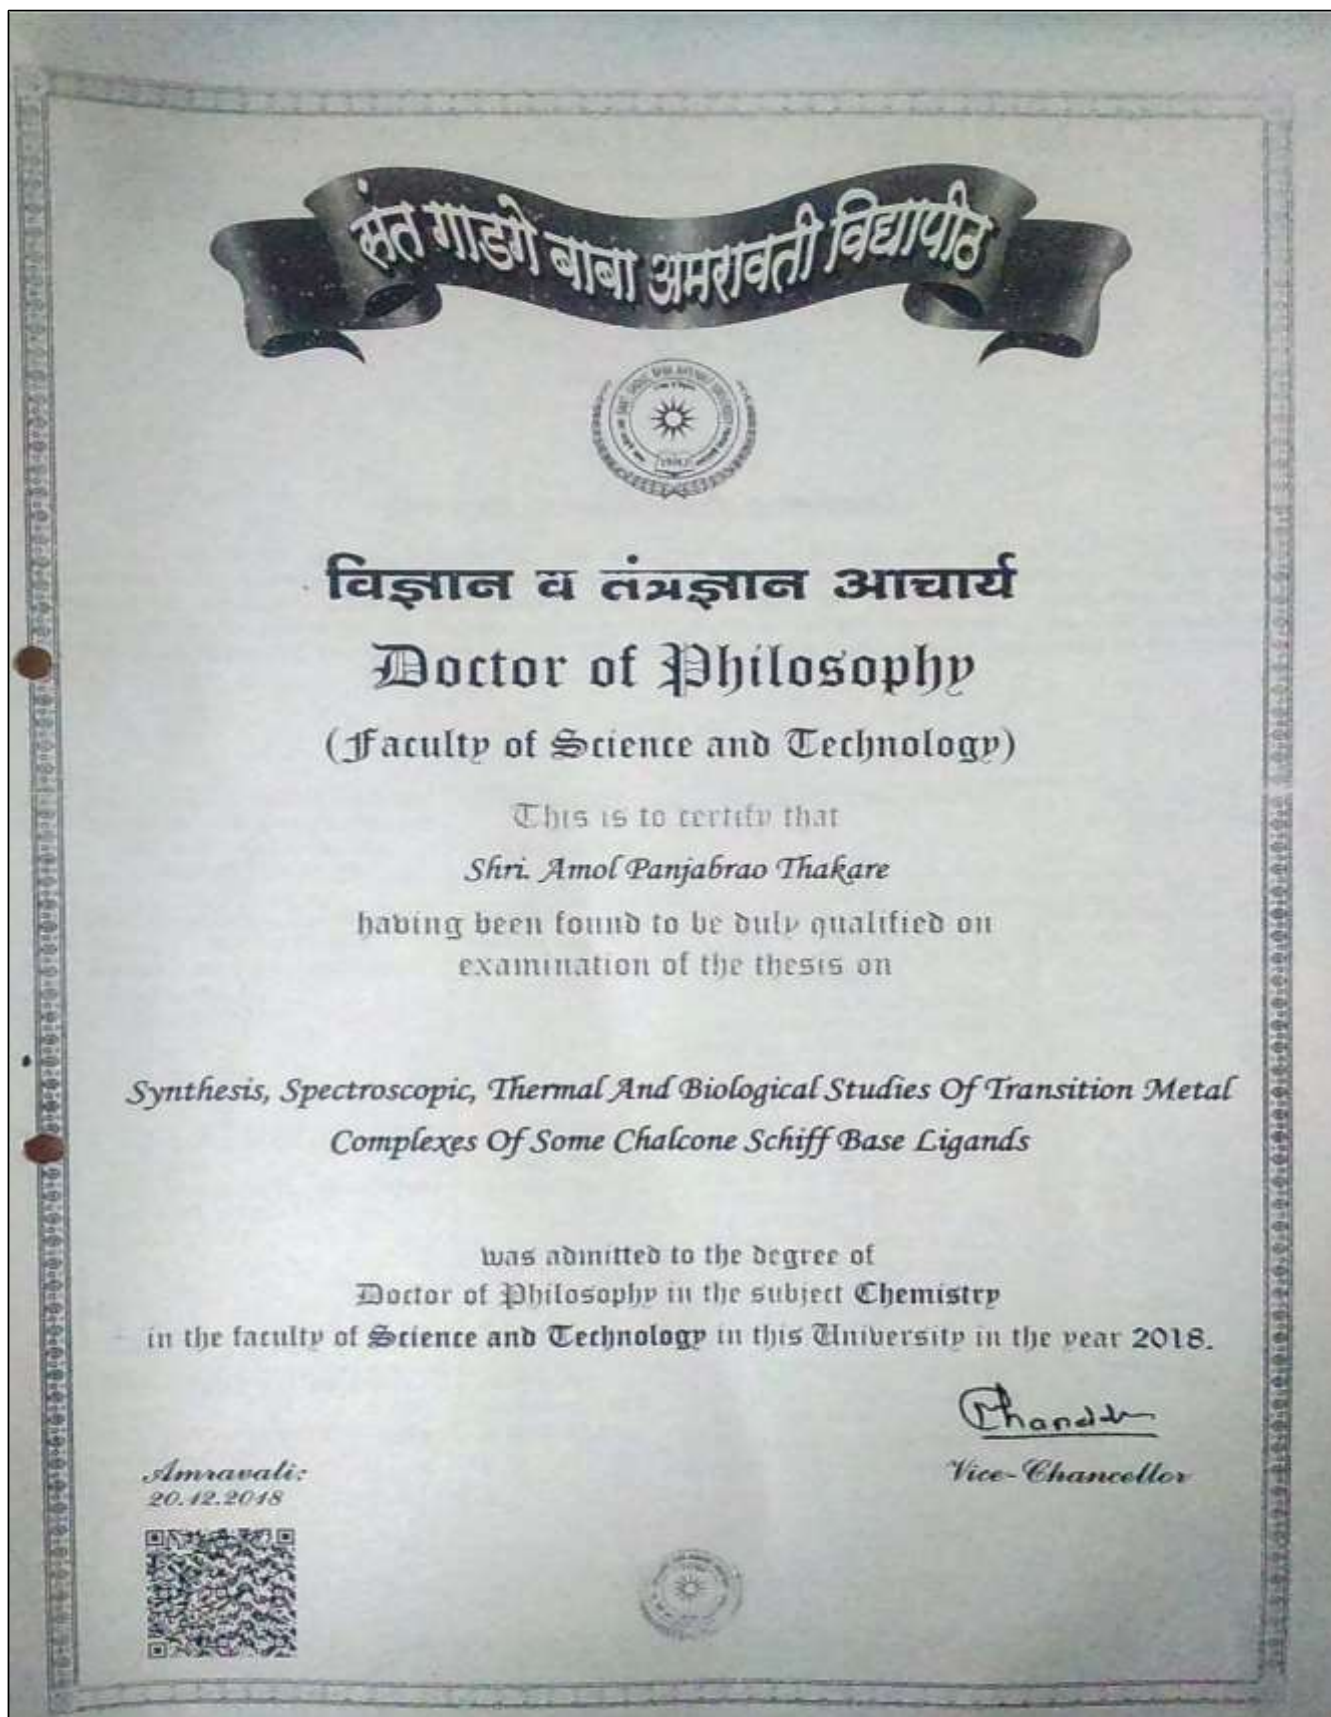 संत गाडगे बाबा अमरावती विद्यापीठ
विज्ञान व तंत्रज्ञान आचार्य
Doctor of Philosophy
(Faculty of Science and Technology)
This is to certify that
Shri. Amol Panjabrao Thakare
having been found to be duly qualified on
examination of the thesis on
Synthesis, Spectroscopic, Thermal And Biological Studies Of Transition Metal
Complexes Of Some Chalcone Schiff Base Ligands
was admitted to the degree of
Doctor of Philosophy in the subject Chemistry
in the faculty of Science and Technology in this University in the year 2018.
Amravati:
20.12.2018
Vice-Chancellor